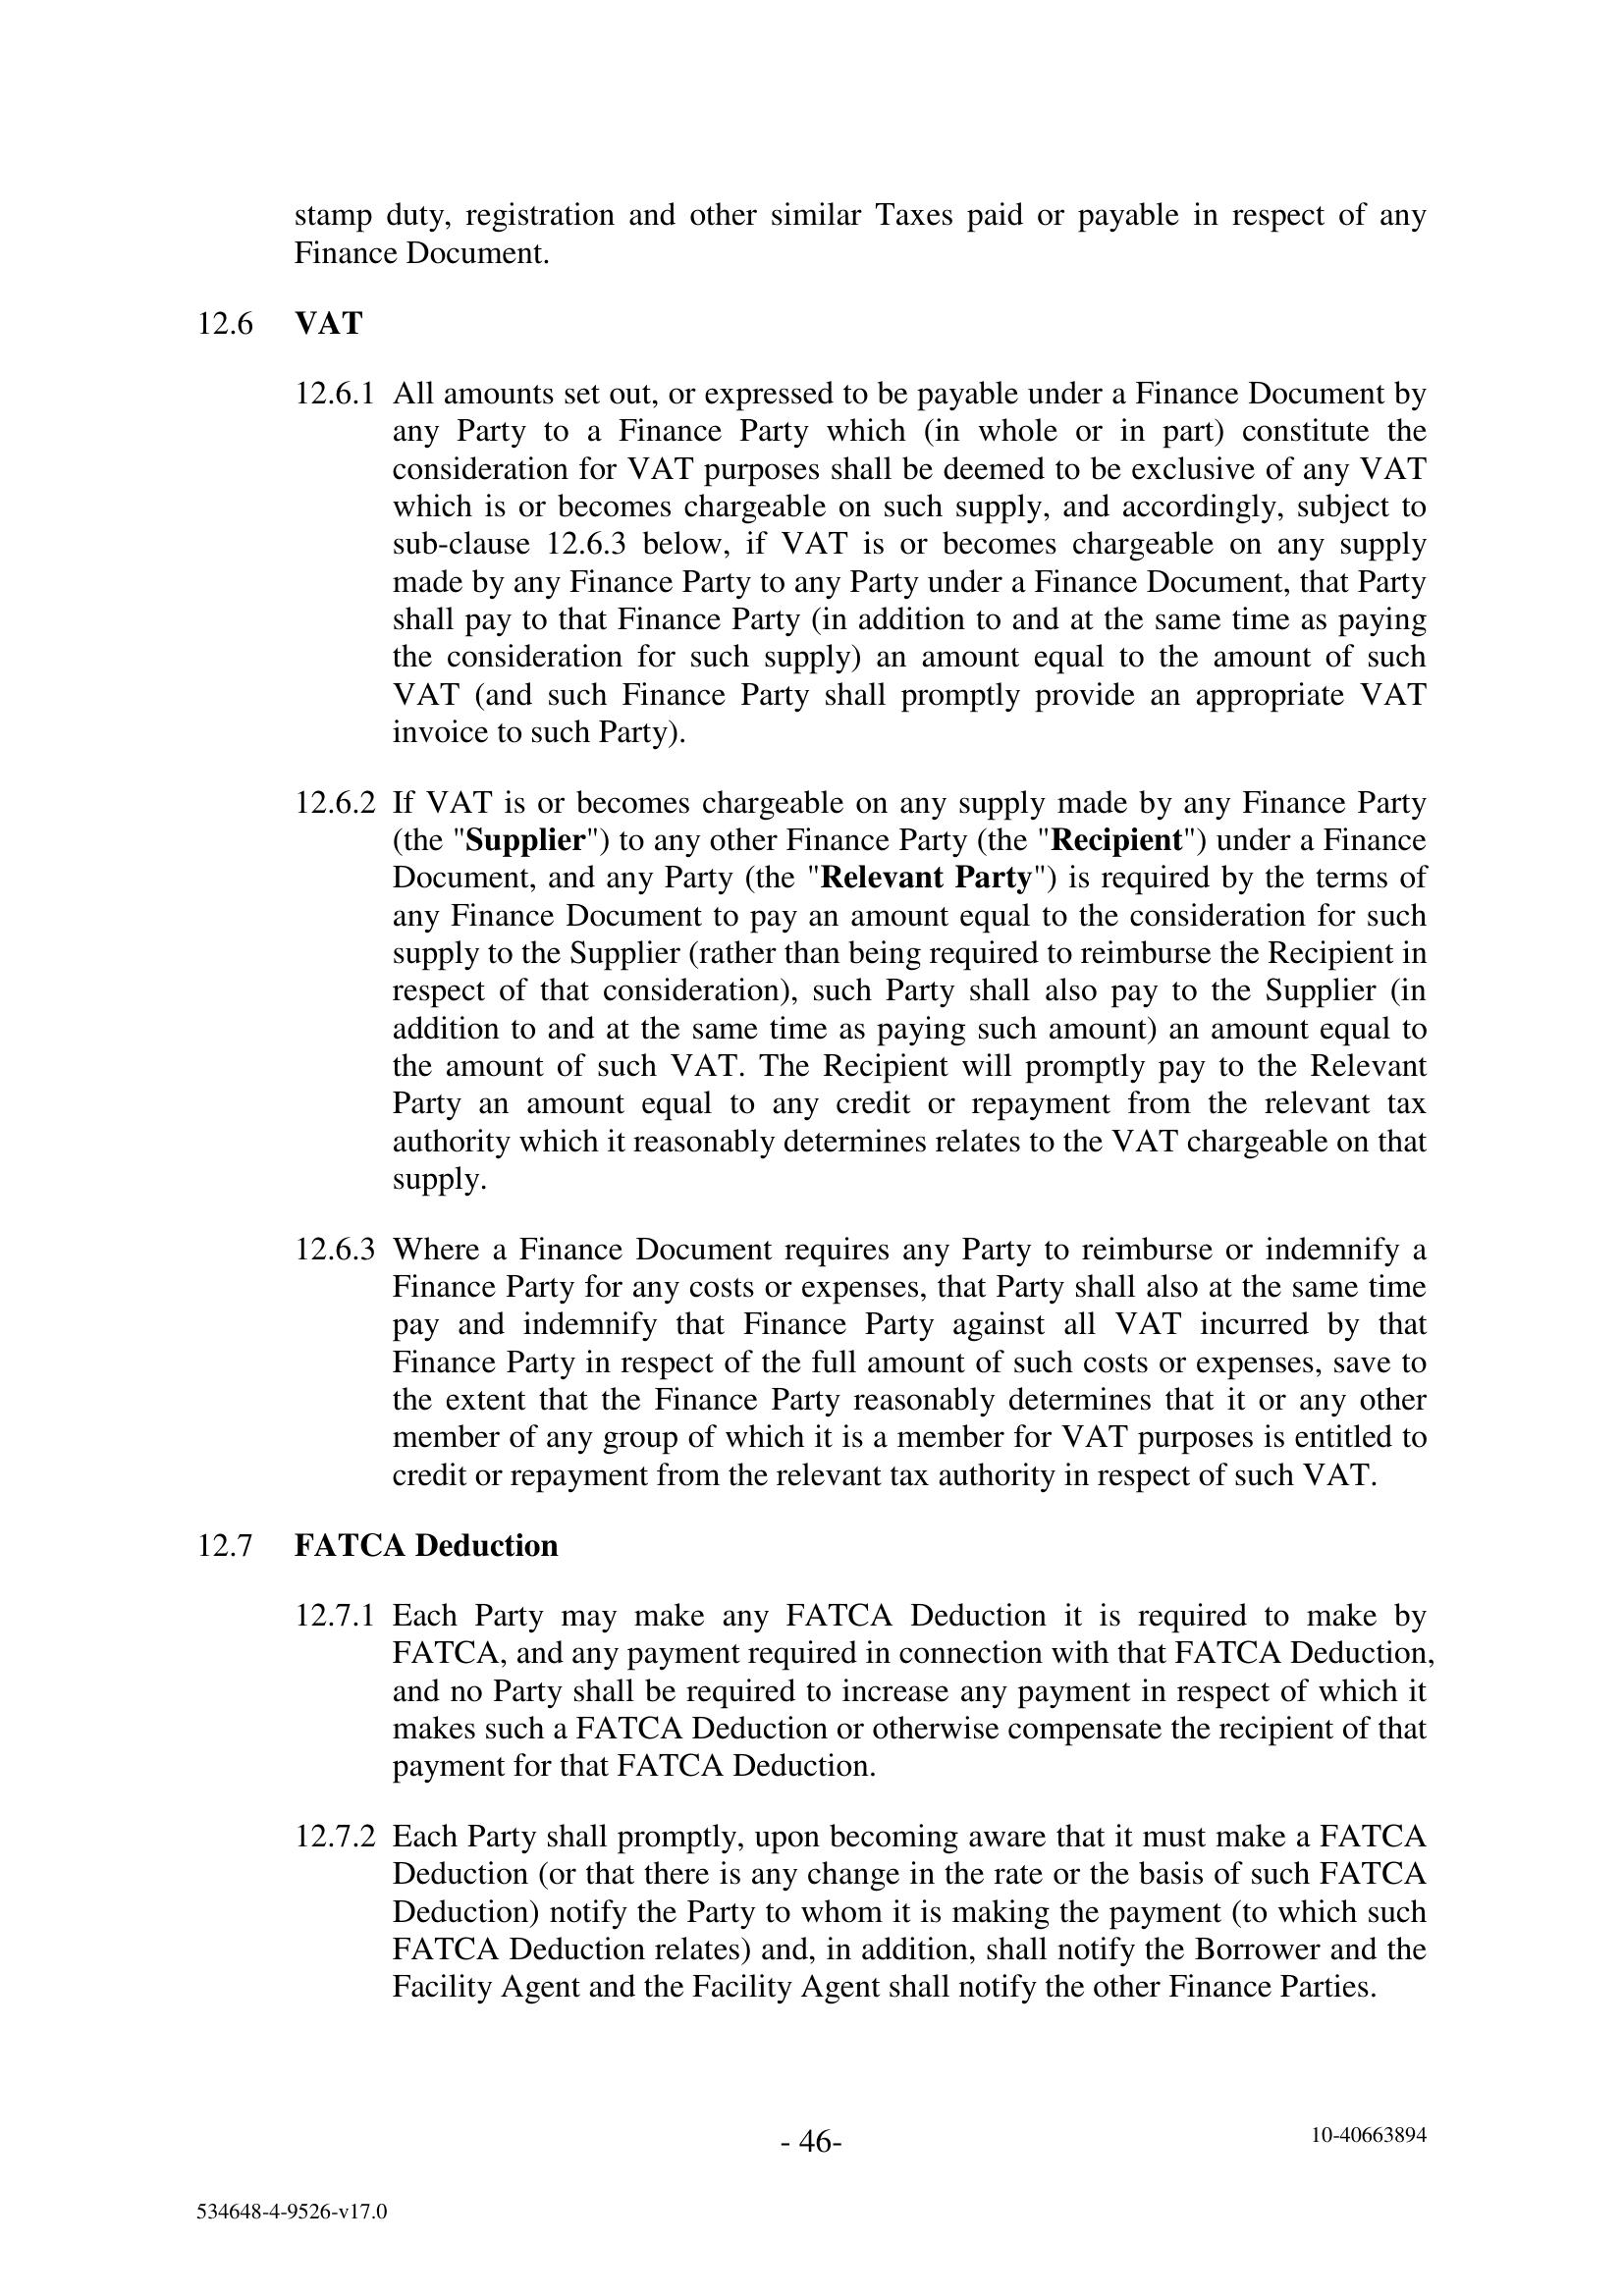 stamp duty, registration and other similar Taxes paid or payable in respect of any
Finance Document.
12.6 VAT
12.6.1 All amounts set out, or expressed to be payable under a Finance Document by
any Party to a Finance Party which (in whole or in part) constitute the
consideration for VAT purposes shall be deemed to be exclusive of any VAT
which is or becomes chargeable on such supply, and accordingly, subject to
sub-clause 12.6.3 below, if VAT is or becomes chargeable on any supply
made by any Finance Party to any Party under a Finance Document, that Party
shall pay to that Finance Party (in addition to and at the same time as paying
the consideration for such supply) an amount equal to the amount of such
VAT (and such Finance Party shall promptly provide an appropriate VAT
invoice to such Party).
12.6.2 If VAT is or becomes chargeable on any supply made by any Finance Party
(the "Supplier") to any other Finance Party (the "Recipient") under a Finance
Document, and any Party (the "Relevant Party") is required by the terms of
any Finance Document to pay an amount equal to the consideration for such
supply to the Supplier (rather than being required to reimburse the Recipient in
respect of that consideration), such Party shall also pay to the Supplier (in
addition to and at the same time as paying such amount) an amount equal to
the amount of such VAT. The Recipient will promptly pay to the Relevant
Party an amount equal to any credit or repayment from the relevant tax
authority which it reasonably determines relates to the VAT chargeable on that
supply.
12.6.3 Where a Finance Document requires any Party to reimburse or indemnify a
Finance Party for any costs or expenses, that Party shall also at the same time
pay and indemnify that Finance Party against all VAT incurred by that
Finance Party in respect of the full amount of such costs or expenses, save to
the extent that the Finance Party reasonably determines that it or any other
member of any group of which it is a member for VAT purposes is entitled to
credit or repayment from the relevant tax authority in respect of such VAT.
12.7 FATCA Deduction
12.7.1 Each Party may make any FATCA Deduction it is required to make by
FATCA, and any payment required in connection with that FATCA Deduction,
and no Party shall be required to increase any payment in respect of which it
makes such a FATCA Deduction or otherwise compensate the recipient of that
payment for that FATCA Deduction.
12.7.2 Each Party shall promptly, upon becoming aware that it must make a FATCA
Deduction (or that there is any change in the rate or the basis of such FATCA
Deduction) notify the Party to whom it is making the payment (to which such
FATCA Deduction relates) and, in addition, shall notify the Borrower and the
Facility Agent and the Facility Agent shall notify the other Finance Parties.
- 46-
10-40663894
534648-4-9526-v17.0